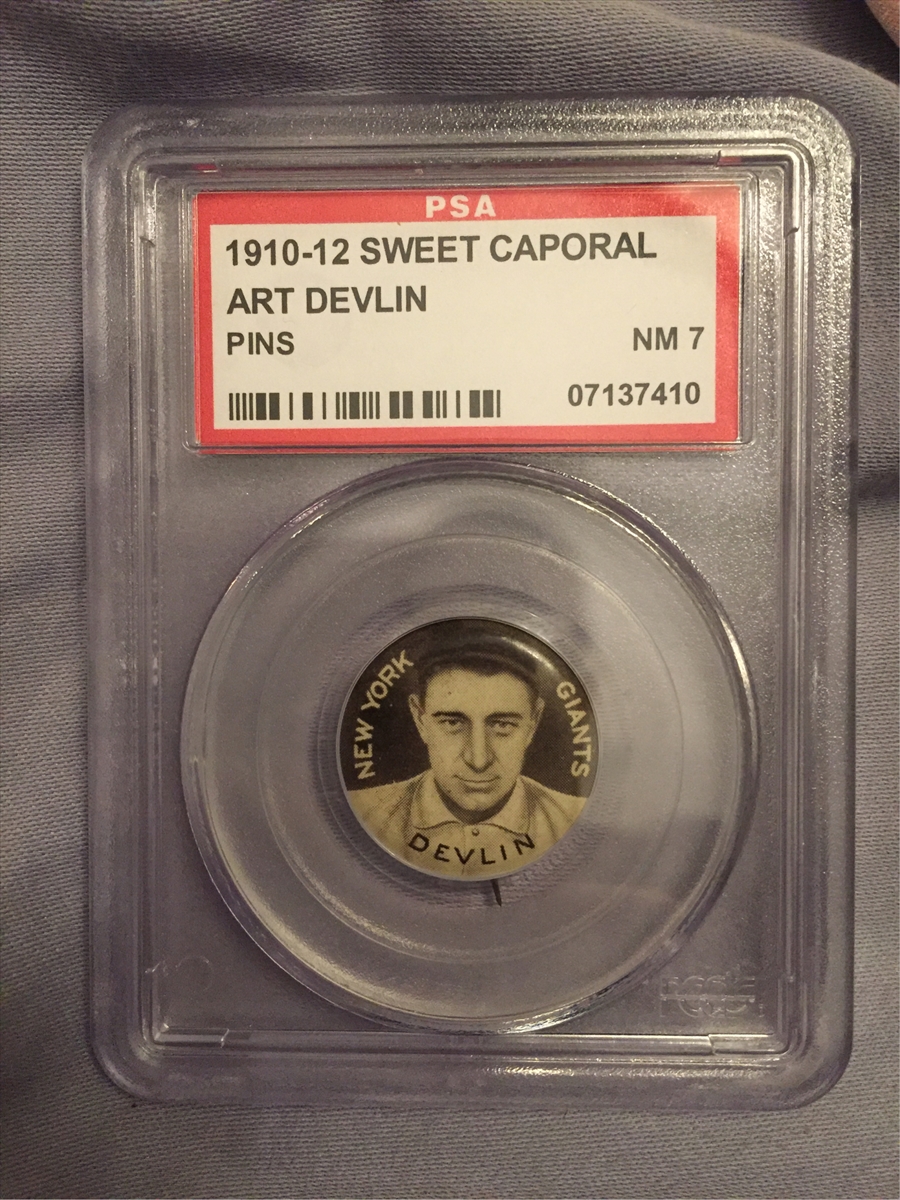 PSA
1910-12 SWEET CAPORAL
ART DEVLIN
PINS NM 7
07137410
NEW YORK GIANTS
DEVLIN